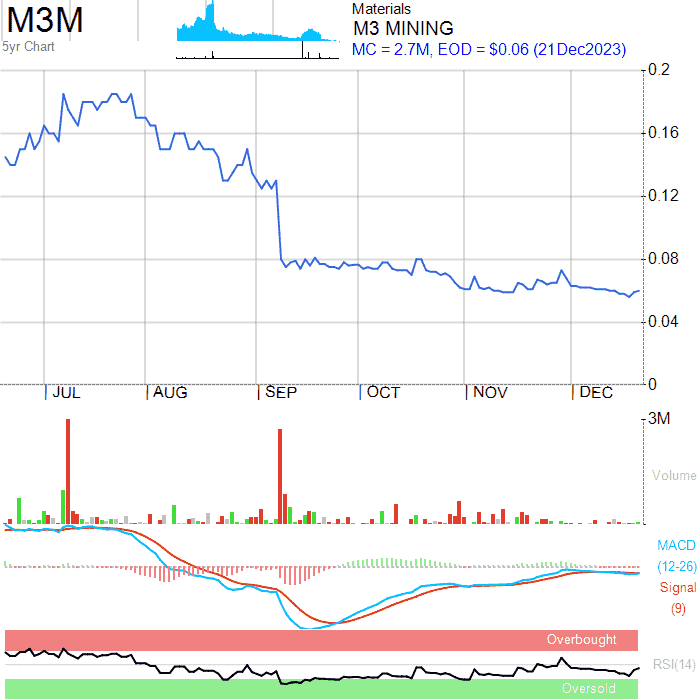 M3M
5yr Chart
Materials
M3 MINING
MC = 2.7M, EOD = $0.06 (21Dec2023)
0.2
0.16
0.12
0.08
0.04
0
JUL
AUG
SEP
OCT
NOV
DEC
3M
Volume
MACD
(12-26)
Signal
(9)
Overbought
RSI(14)
Oversold